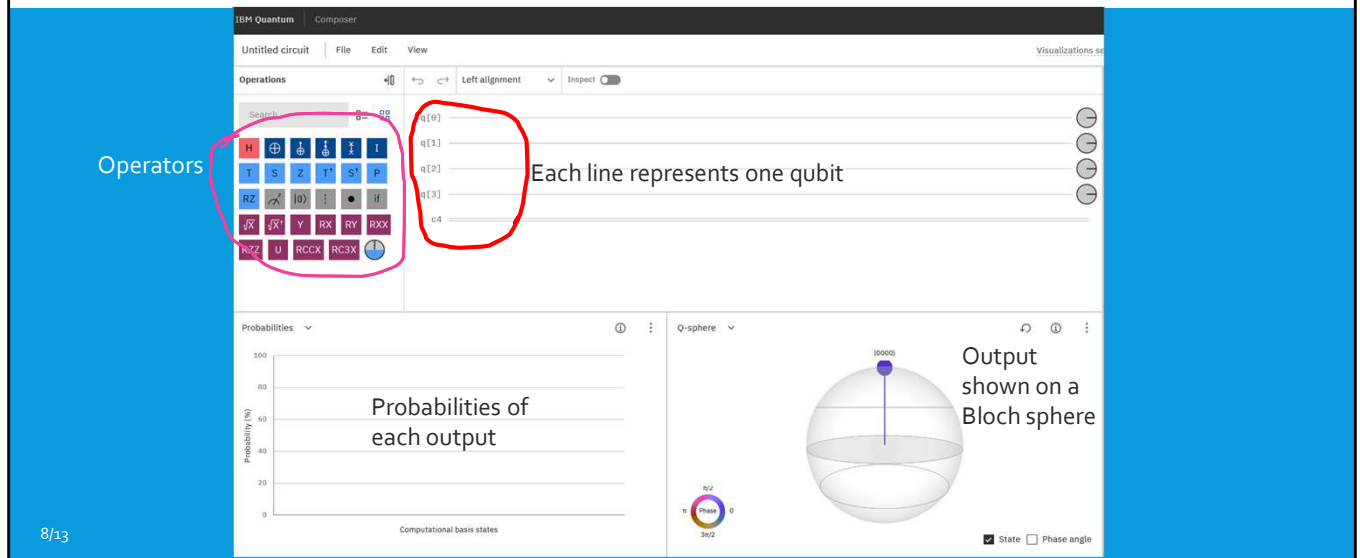 IBM Quantum Composer
Untitled circuit File Edit View Visualizations se
Operations Left alignment Inspect
Search
q[0]
H I
q[1]
Operators
T S Z T† S† P
q[2]
Each line represents one qubit
RZ |0⟩ if
q[3]
√X √X† Y RX RY RXX
c4
RZZ U RCCX RC3X
Probabilities
Q-sphere
100
80
60
40
20
0
Probability (%)
Probabilities of
each output
Computational basis states
|0000⟩
Output
shown on a
Bloch sphere
π/2
π Phase 0
3π/2
State Phase angle
8/13